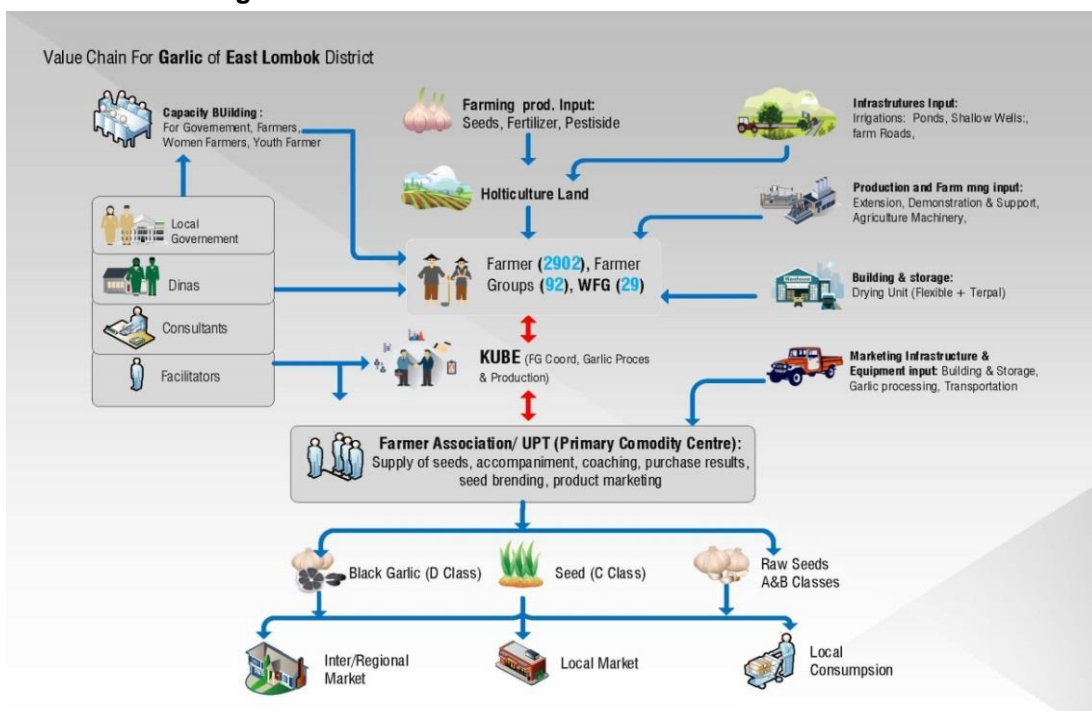 Value Chain For Garlic of East Lombok District
Capacity BUilding :
For Governement, Farmers,
Women Farmers, Youth Farmer
Farming prod. Input:
Seeds, Fertilizer, Pestiside
Infrastrutures Input:
Irrigations: Ponds, Shallow Wells:,
farm Roads,
Holticulture Land
Production and Farm mng input:
Extension, Demonstration & Support,
Agriculture Machinery,
Local
Governement
Dinas
Consultants
Facilitators
Farmer (2902), Farmer
Groups (92), WFG (29)
Building & storage:
Drying Unit (Flexible + Terpal)
KUBE (FG Coord, Garlic Proces
& Production)
Marketing Infrastructure &
Equipment input: Building & Storage,
Garlic processing, Transportation
Farmer Association/ UPT (Primary Comodity Centre):
Supply of seeds, accompaniment, coaching, purchase results,
seed brending, product marketing
Black Garlic (D Class)
Seed (C Class)
Raw Seeds
A&B Classes
Inter/Regional
Market
Local Market
Local
Consumpsion